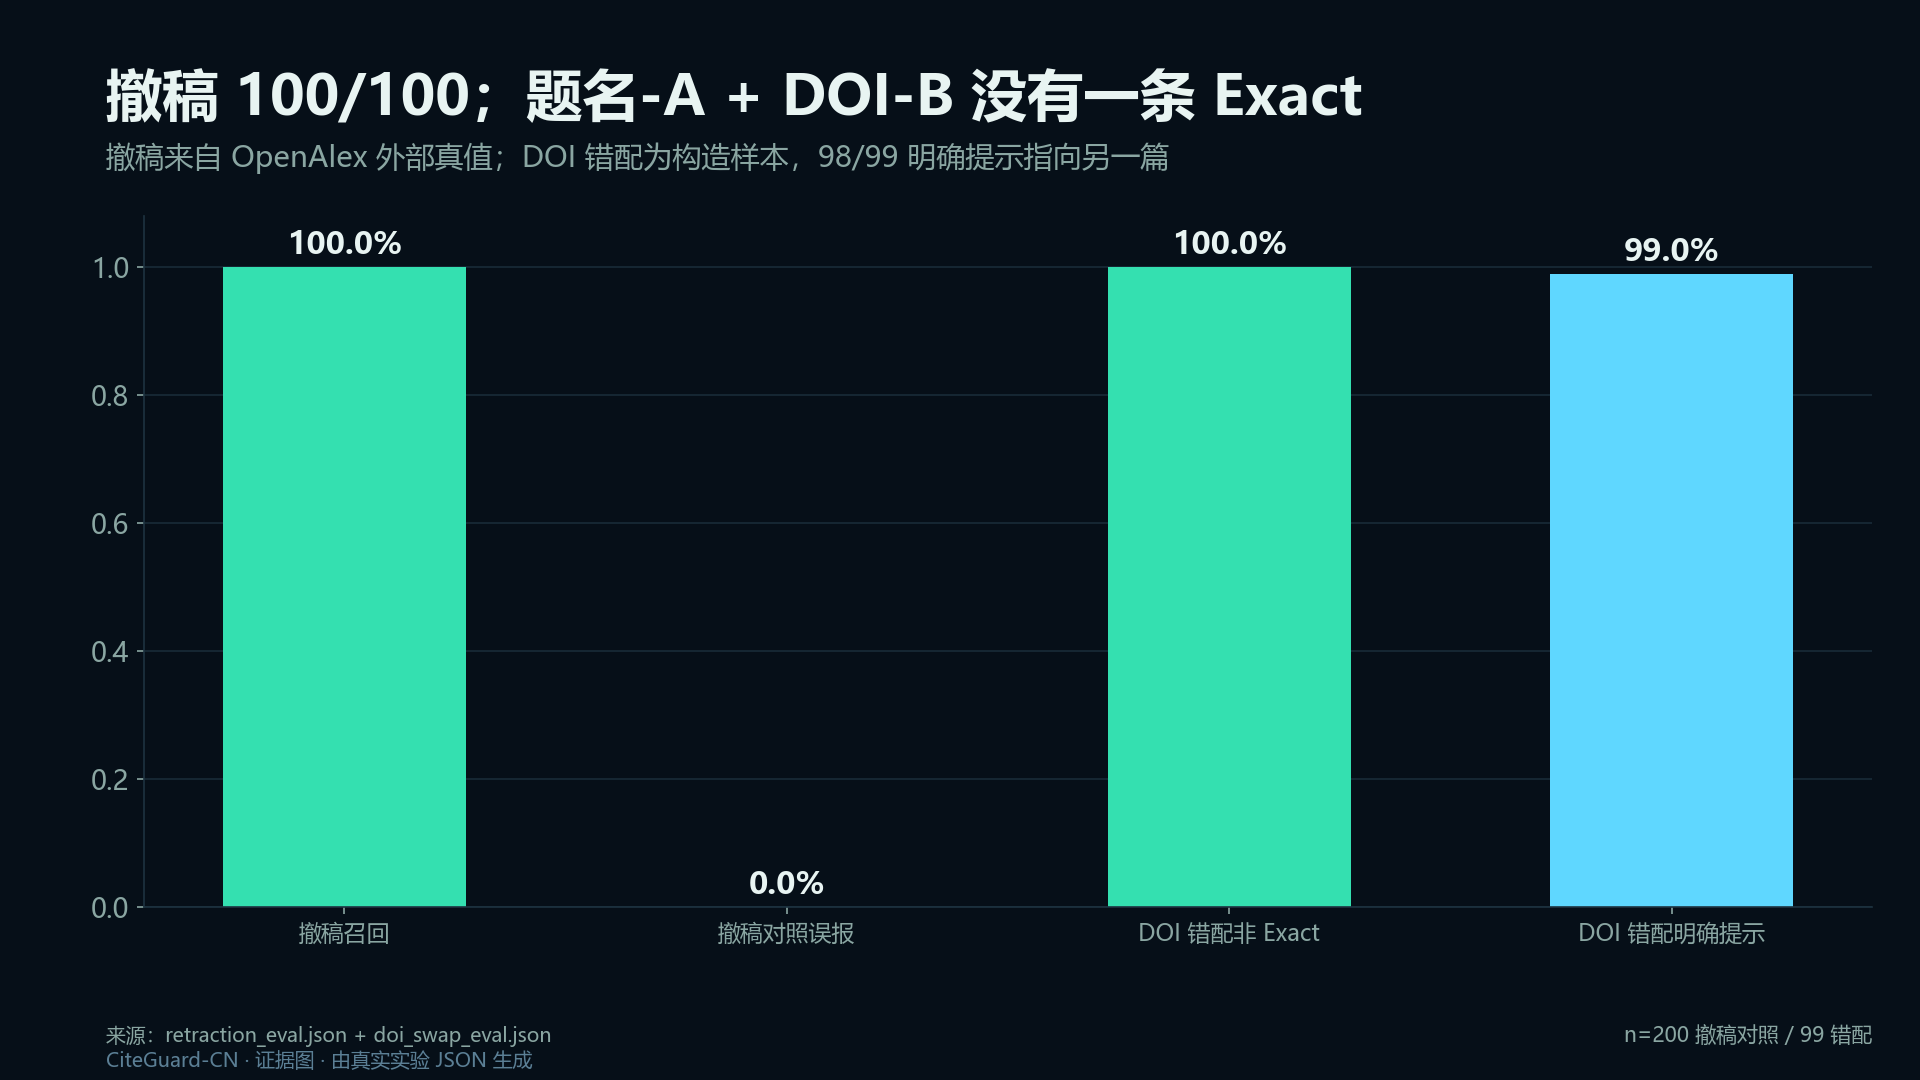 撤稿 100/100；题名-A + DOI-B 没有一条 Exact
撤稿来自 OpenAlex 外部真值；DOI 错配为构造样本，98/99 明确提示指向另一篇
100.0%
0.0%
100.0%
99.0%
1.0
0.8
0.6
0.4
0.2
0.0
撤稿召回
撤稿对照误报
DOI 错配非 Exact
DOI 错配明确提示
来源：retraction_eval.json + doi_swap_eval.json
n=200 撤稿对照 / 99 错配
CiteGuard-CN · 证据图 · 由真实实验 JSON 生成